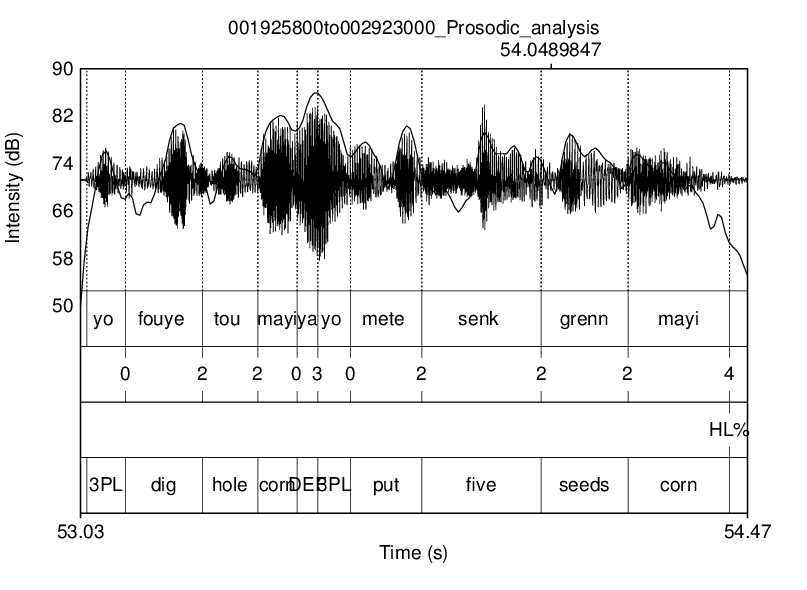 001925800to002923000_Prosodic_analysis
54.0489847
90
82
74
66
58
50
Intensity (dB)
yo fouye tou mayi ya yo mete senk grenn mayi
0 2 2 0 3 0 2 2 2 4
HL%
3PL dig hole corn DEF 3PL put five seeds corn
53.03 54.47
Time (s)